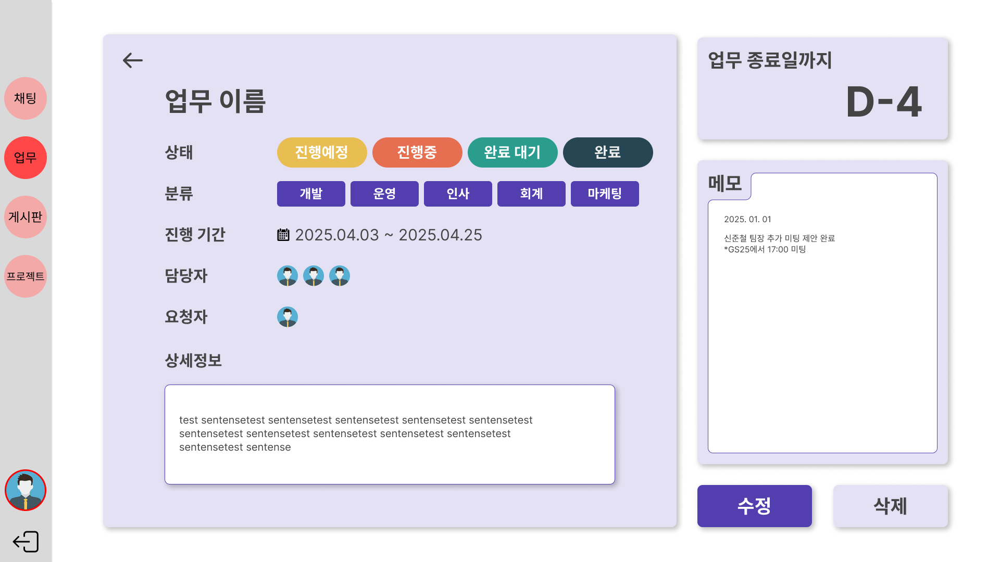 채팅
업무
게시판
프로젝트
업무 이름
상태
진행예정
진행중
완료 대기
완료
분류
개발
운영
인사
회계
마케팅
진행 기간
2025.04.03 ~ 2025.04.25
담당자
요청자
상세정보
test sentensetest sentensetest sentensetest sentensetest sentensetest
sentensetest sentensetest sentensetest sentensetest sentensetest
sentensetest sentense
업무 종료일까지
D-4
메모
2025. 01. 01
신준철 팀장 추가 미팅 제안 완료
*GS25에서 17:00 미팅
수정
삭제